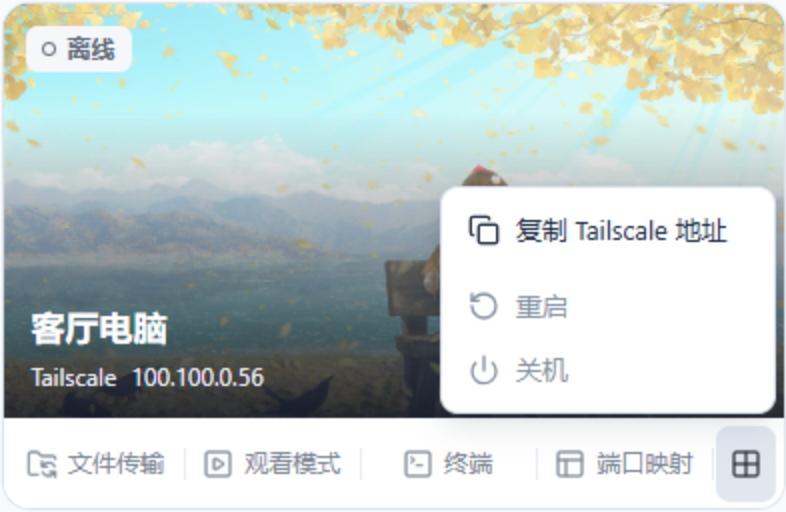 离线
客厅电脑
Tailscale 100.100.0.56
复制 Tailscale 地址
重启
关机
文件传输 观看模式 终端 端口映射